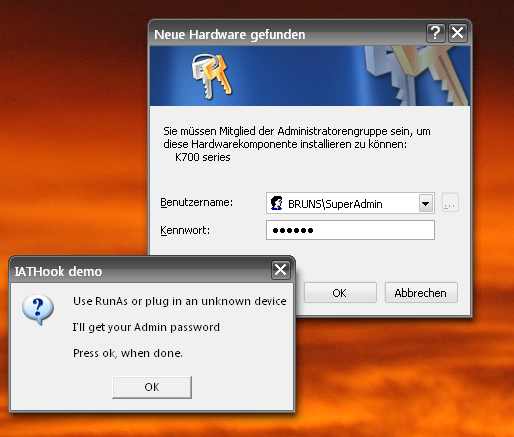 Neue Hardware gefunden
Sie müssen Mitglied der Administratorengruppe sein, um
diese Hardwarekomponente installieren zu können:
K700 series
Benutzername:
BRUNS\SuperAdmin
...
Kennwort:
●●●●●●
OK
Abbrechen
IATHook demo
Use RunAs or plug in an unknown device
I'll get your Admin password
Press ok, when done.
OK